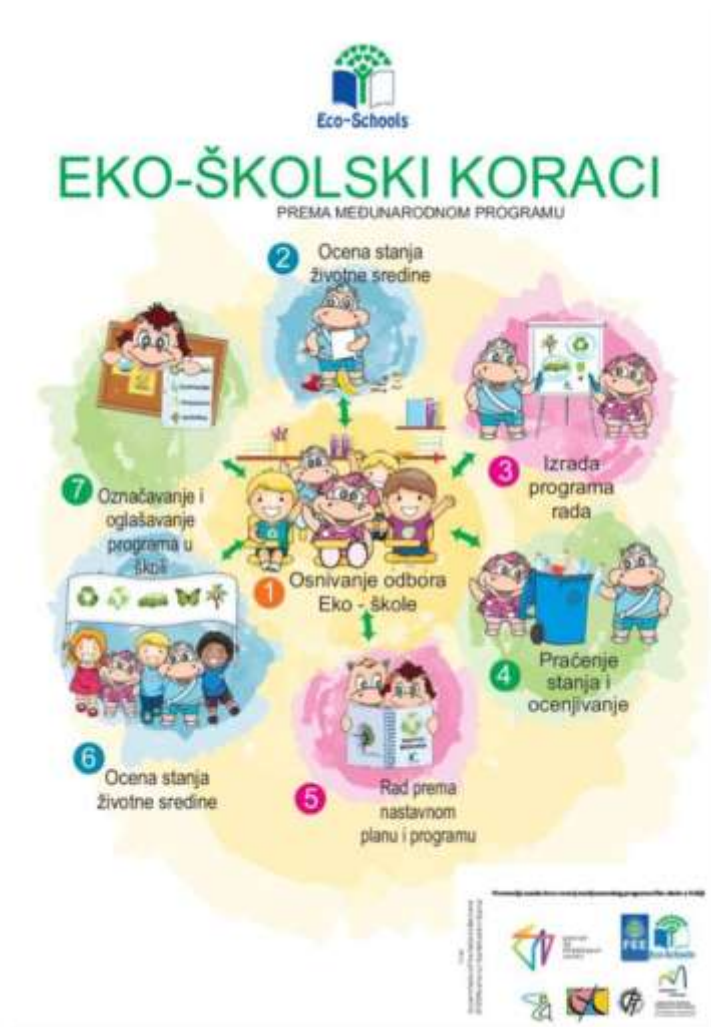 Eco-Schools
EKO-ŠKOLSKI KORACI
PREMA MEĐUNARODNOM PROGRAMU
2
Ocena stanja
životne sredine
3
Izrada
programa
rada
7
Označavanje i
oglašavanje
programa u
školi
1
Osnivanje odbora
Eko - škole
4
Praćenje
stanja i
ocenjivanje
6
Ocena stanja
životne sredine
5
Rad prema
nastavnom
planu i programu
FEE
Eco-Schools